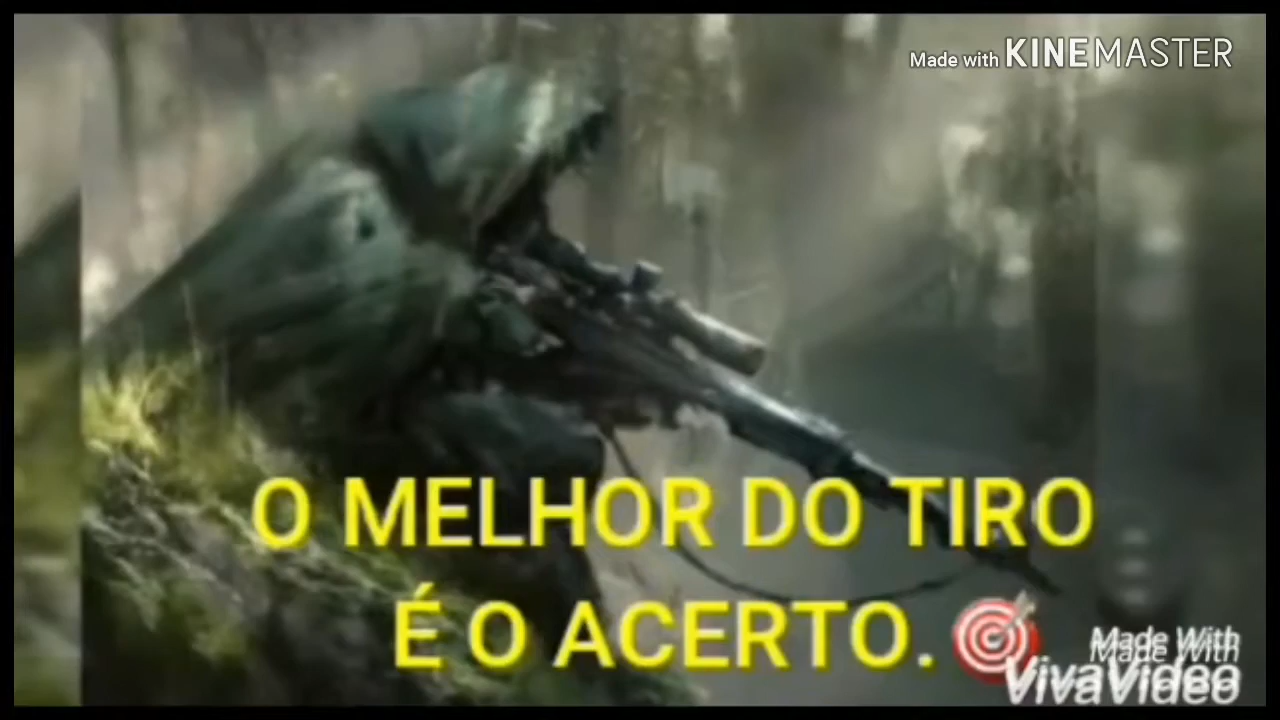 Made with KINEMASTER
O MELHOR DO TIRO
É O ACERTO.
Made With
VivaVideo